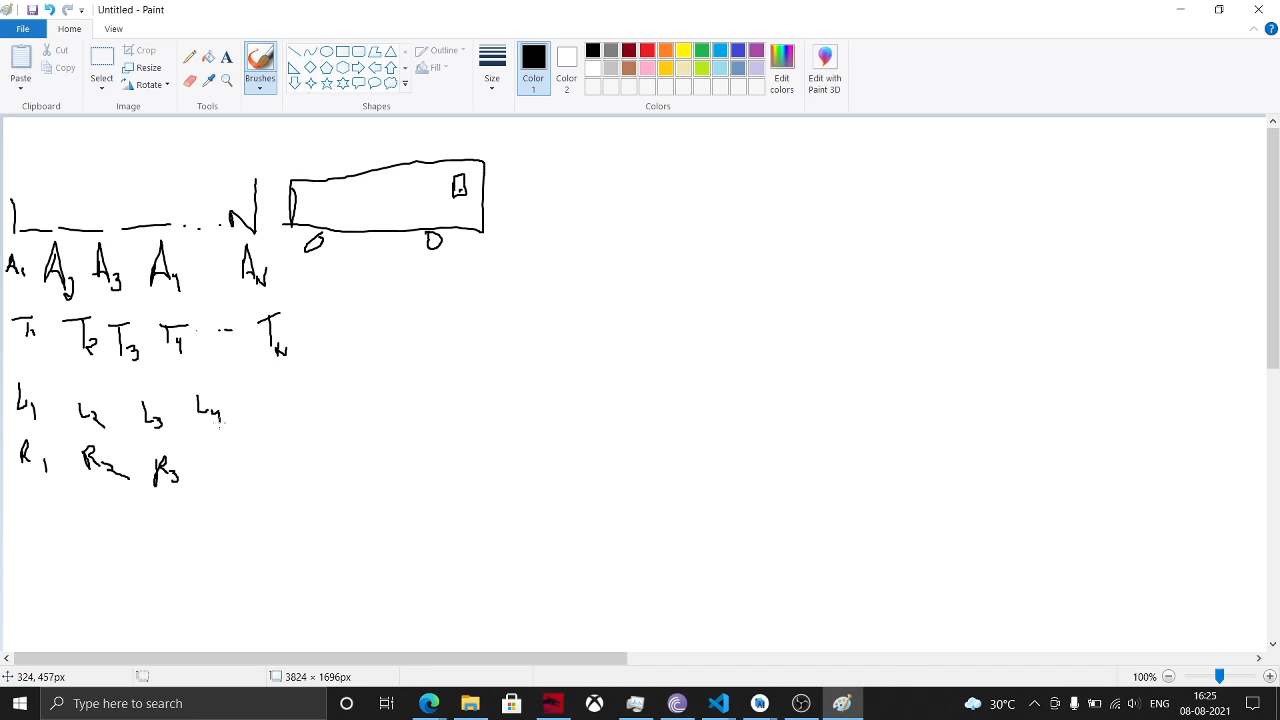 Untitled - Paint
File Home View
Paste Cut Copy
Select Crop Resize Rotate
Brushes
Outline Fill
Size
Color 1 Color 2
Edit colors
Edit with Paint 3D
Clipboard Image Tools Shapes Colors
... N
A1 A2 A3 A4 AN
T1 T2 T3 T4 ... TN
L1 L2 L3 L4
R1 R2 R3
324, 457px 3824 × 1696px 100%
Type here to search 30°C ENG 16:25 08-08-2021